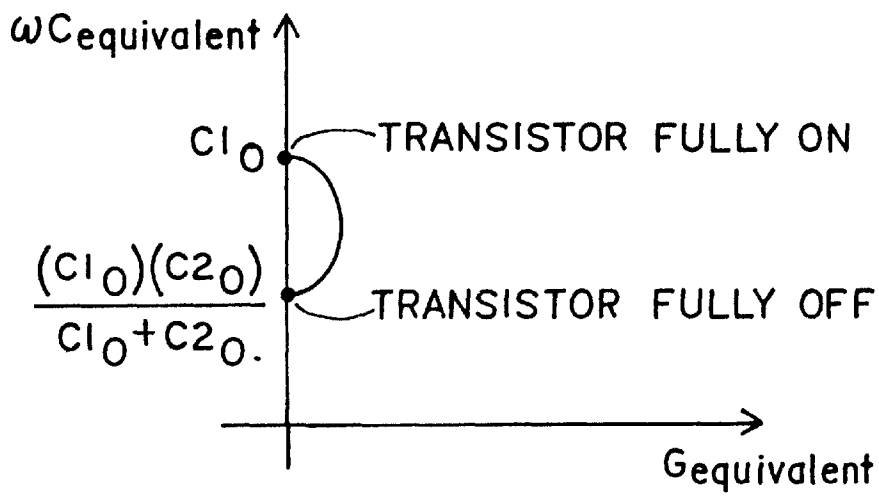 ωCequivalent
C1O
TRANSISTOR FULLY ON
(C1O)(C2O)
C1O+C2O.
TRANSISTOR FULLY OFF
Gequivalent